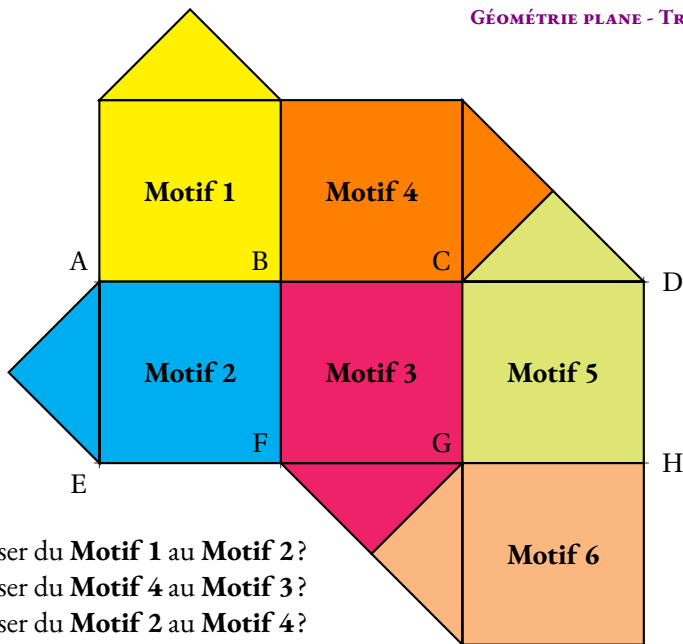 GÉOMÉTRIE PLANE - TR
Motif 1 Motif 4
A B C D
Motif 2 Motif 3 Motif 5
E F G H
Motif 6
ser du Motif 1 au Motif 2 ?
ser du Motif 4 au Motif 3 ?
ser du Motif 2 au Motif 4 ?